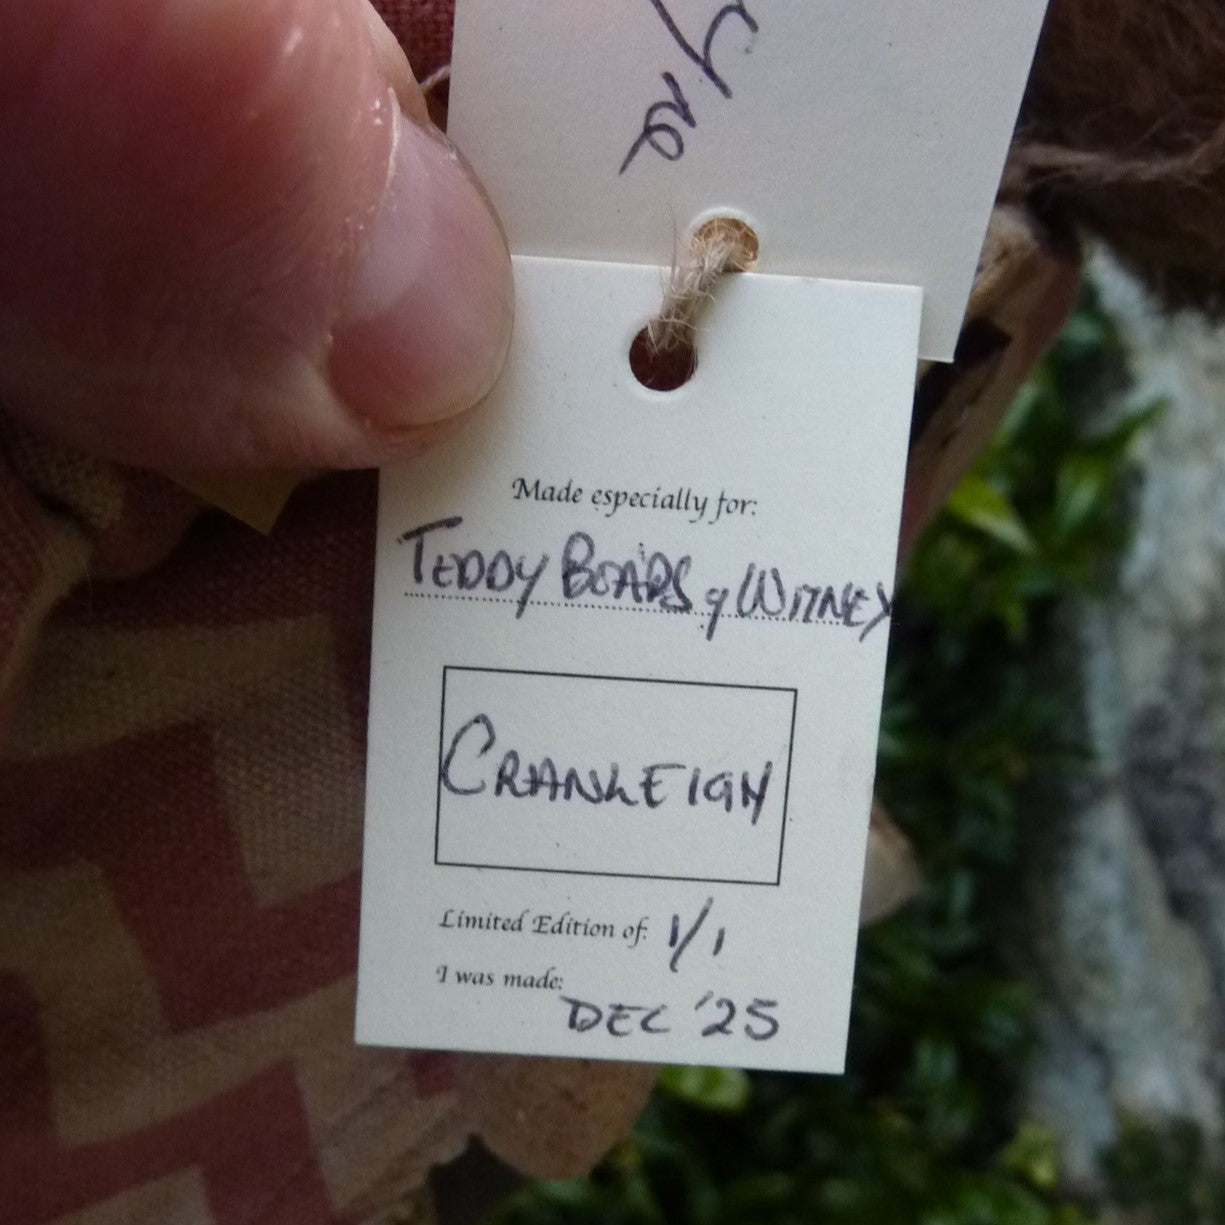 Made especially for:
TEDDY BEARS of WITNEY
CRANLEIGH
Limited Edition of: 1/1
I was made:
DEC '25